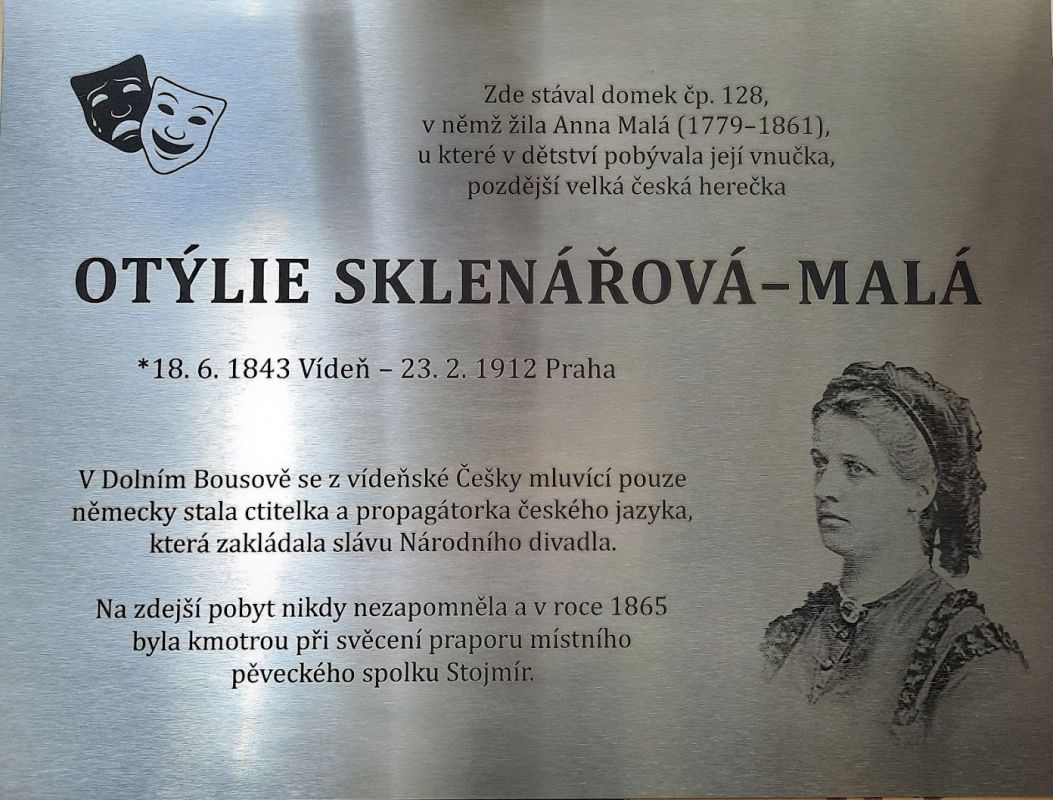 Zde stával domek čp. 128,
v němž žila Anna Malá (1779–1861),
u které v dětství pobývala její vnučka,
pozdější velká česká herečka
OTÝLIE SKLENÁŘOVÁ–MALÁ
*18. 6. 1843 Vídeň – 23. 2. 1912 Praha
V Dolním Bousově se z vídeňské Češky mluvící pouze
německy stala ctitelka a propagátorka českého jazyka,
která zakládala slávu Národního divadla.
Na zdejší pobyt nikdy nezapomněla a v roce 1865
byla kmotrou při svěcení praporu místního
pěveckého spolku Stojmír.